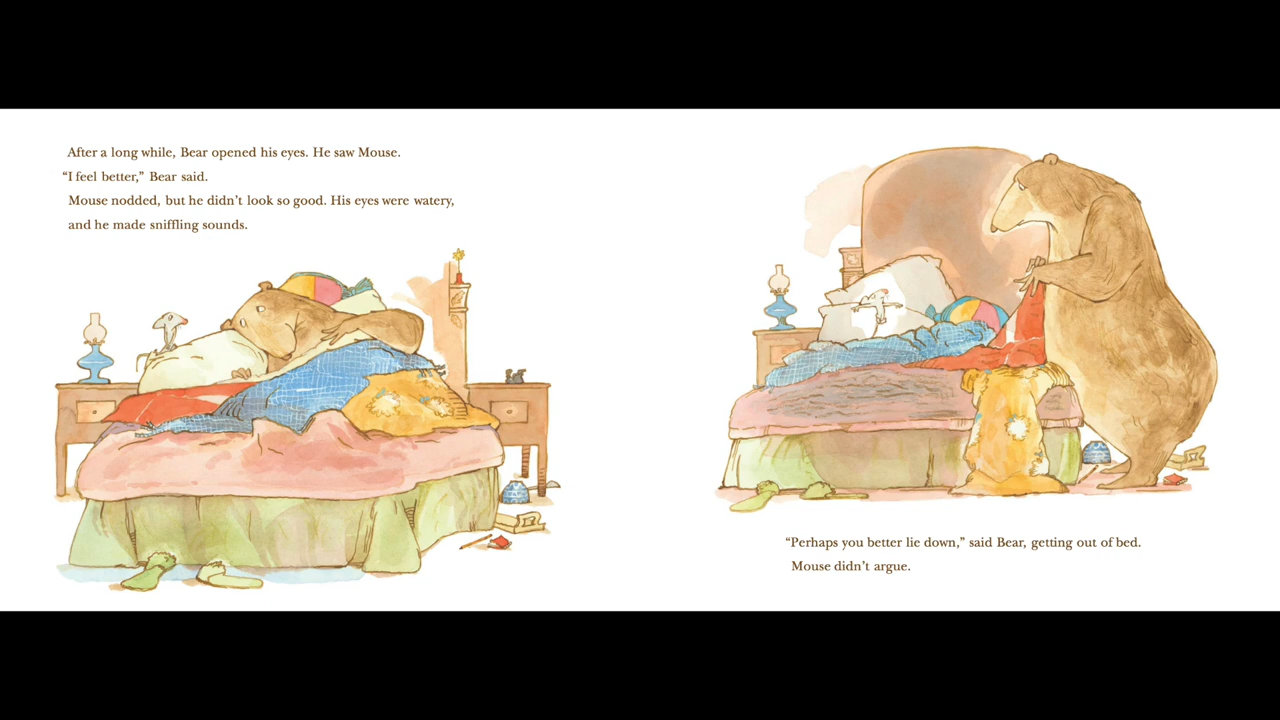 After a long while, Bear opened his eyes. He saw Mouse.
“I feel better,” Bear said.
Mouse nodded, but he didn’t look so good. His eyes were watery,
and he made sniffling sounds.
“Perhaps you better lie down,” said Bear, getting out of bed.
Mouse didn’t argue.